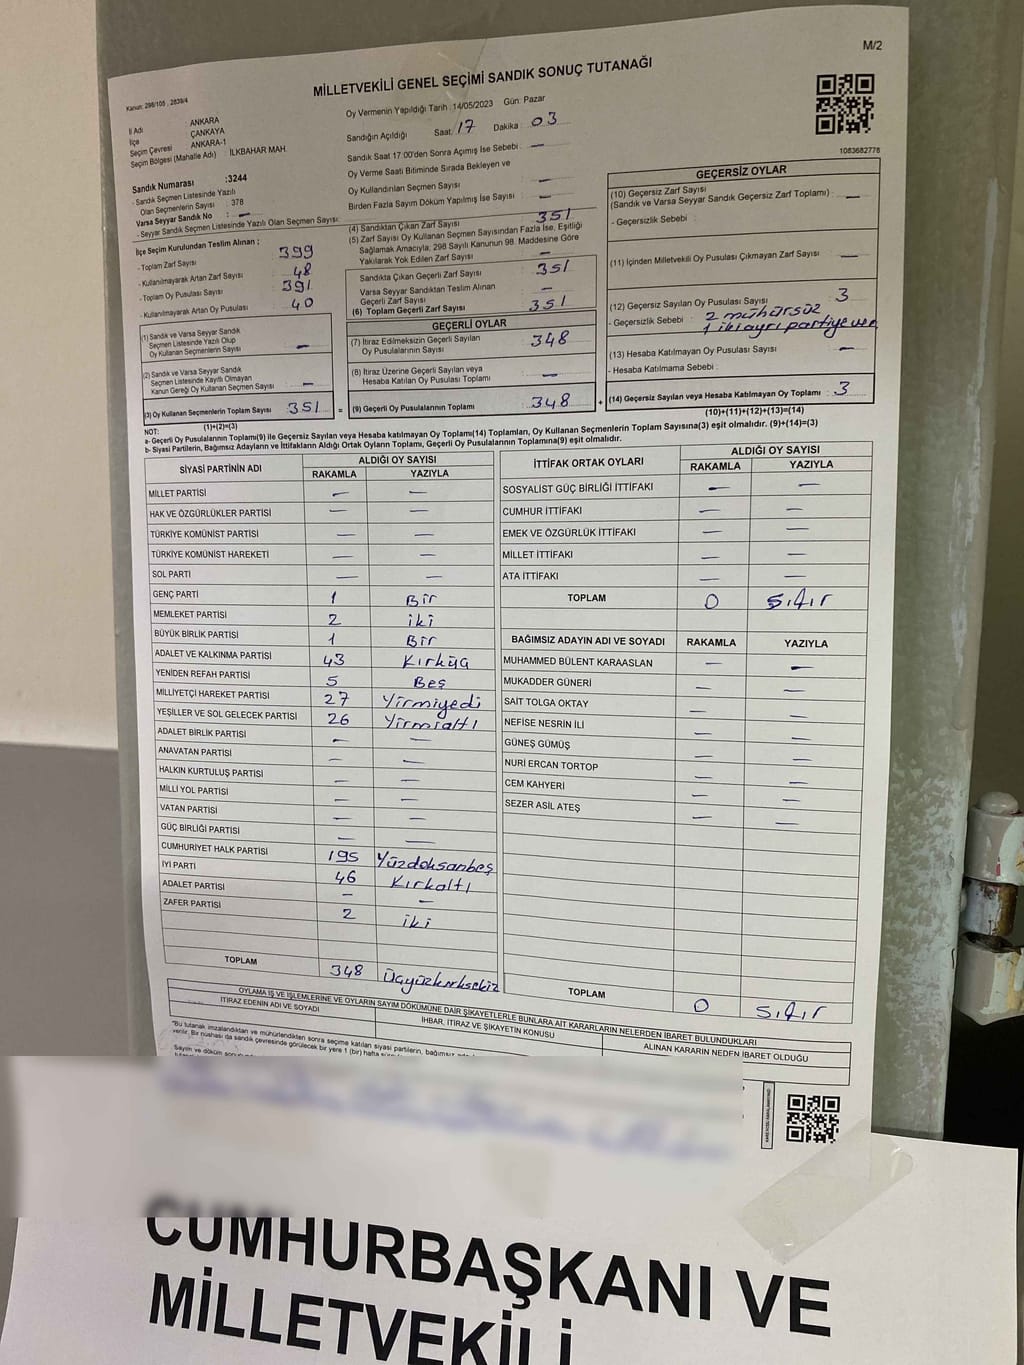 M/2
MİLLETVEKİLİ GENEL SEÇİMİ SANDIK SONUÇ TUTANAĞI
Kanun: 298/105 , 2839/4
İl Adı : ANKARA
İlçe : ÇANKAYA
Seçim Çevresi : ANKARA-1
Seçim Bölgesi (Mahalle Adı) : İLKBAHAR MAH.
Sandık Numarası :3244
- Sandık Seçmen Listesinde Yazılı
Olan Seçmenlerin Sayısı : 378
Varsa Seyyar Sandık No : —
- Seyyar Sandık Seçmen Listesinde Yazılı Olan Seçmen Sayısı:
İlçe Seçim Kurulundan Teslim Alınan ;
- Toplam Zarf Sayısı : 399
- Kullanılmayarak Artan Zarf Sayısı : 48
- Toplam Oy Pusulası Sayısı : 391
- Kullanılmayarak Artan Oy Pusulası : 40
(1) Sandık ve Varsa Seyyar Sandık
Seçmen Listesinde Yazılı Olup
Oy Kullanan Seçmenlerin Sayısı : —
(2) Sandık ve Varsa Seyyar Sandık
Seçmen Listesinde Kayıtlı Olmayan
Kanun Gereği Oy Kullanan Seçmen Sayısı : —
(3) Oy Kullanan Seçmenlerin Toplam Sayısı : 351 =
(1)+(2)=(3)
Oy Vermenin Yapıldığı Tarih :14/05/2023 Gün: Pazar
Sandığın Açıldığı Saat: 17 Dakika : 03
Sandık Saat 17:00'den Sonra Açmış İse Sebebi : —
Oy Verme Saati Bitiminde Sırada Bekleyen ve
Oy Kullandırılan Seçmen Sayısı : —
Birden Fazla Sayım Döküm Yapılmış İse Sayısı : —
(4) Sandıktan Çıkan Zarf Sayısı : 351
(5) Zarf Sayısı Oy Kullanan Seçmen Sayısından Fazla İse, Eşitliği
Sağlamak Amacıyla; 298 Sayılı Kanunun 98. Maddesine Göre
Yakılarak Yok Edilen Zarf Sayısı : —
Sandıkta Çıkan Geçerli Zarf Sayısı : 351
Varsa Seyyar Sandıktan Teslim Alınan
Geçerli Zarf Sayısı : —
(6) Toplam Geçerli Zarf Sayısı : 351
GEÇERLİ OYLAR
(7) İtiraz Edilmeksizin Geçerli Sayılan
Oy Pusulalarının Sayısı : 348
(8) İtiraz Üzerine Geçerli Sayılan veya
Hesaba Katılan Oy Pusulası Toplamı : —
(9) Geçerli Oy Pusulalarının Toplamı : 348 +
1083682778
GEÇERSİZ OYLAR
(10) Geçersiz Zarf Sayısı
(Sandık ve Varsa Seyyar Sandık Geçersiz Zarf Toplamı) : —
- Geçersizlik Sebebi :
(11) İçinden Milletvekili Oy Pusulası Çıkmayan Zarf Sayısı : —
(12) Geçersiz Sayılan Oy Pusulası Sayısı : 3
- Geçersizlik Sebebi : 2 mühürsüz
1 iki ayrı partiye
(13) Hesaba Katılmayan Oy Pusulası Sayısı : —
- Hesaba Katılmama Sebebi :
(14) Geçersiz Sayılan veya Hesaba Katılmayan Oy Toplamı : 3
(10)+(11)+(12)+(13)=(14)
NOT:
a- Geçerli Oy Pusulalarının Toplamı(9) ile Geçersiz Sayılan veya Hesaba katılmayan Oy Toplamı(14) Toplamları, Oy Kullanan Seçmenlerin Toplam Sayısına(3) eşit olmalıdır. (9)+(14)=(3)
b- Siyasi Partilerin, Bağımsız Adayların ve İttifakların Aldığı Ortak Oyların Toplamı, Geçerli Oy Pusulalarının Toplamına(9) eşit olmalıdır.
SİYASİ PARTİNİN ADI
ALDIĞI OY SAYISI
RAKAMLA YAZIYLA
MİLLET PARTİSİ — —
HAK VE ÖZGÜRLÜKLER PARTİSİ — —
TÜRKİYE KOMÜNİST PARTİSİ — —
TÜRKİYE KOMÜNİST HAREKETİ — —
SOL PARTİ — —
GENÇ PARTİ 1 Bir
MEMLEKET PARTİSİ 2 iki
BÜYÜK BİRLİK PARTİSİ 1 Bir
ADALET VE KALKINMA PARTİSİ 43 Kırküç
YENİDEN REFAH PARTİSİ 5 Beş
MİLLİYETÇİ HAREKET PARTİSİ 27 Yirmiyedi
YEŞİLLER VE SOL GELECEK PARTİSİ 26 Yirmialtı
ADALET BİRLİK PARTİSİ — —
ANAVATAN PARTİSİ — —
HALKIN KURTULUŞ PARTİSİ — —
MİLLİ YOL PARTİSİ — —
VATAN PARTİSİ — —
GÜÇ BİRLİĞİ PARTİSİ — —
CUMHURİYET HALK PARTİSİ 195 Yüzdoksanbeş
İYİ PARTİ 46 Kırkaltı
ADALET PARTİSİ — —
ZAFER PARTİSİ 2 iki
TOPLAM 348 Üçyüzkırksekiz
İTTİFAK ORTAK OYLARI
ALDIĞI OY SAYISI
RAKAMLA YAZIYLA
SOSYALİST GÜÇ BİRLİĞİ İTTİFAKI — —
CUMHUR İTTİFAKI — —
EMEK VE ÖZGÜRLÜK İTTİFAKI — —
MİLLET İTTİFAKI — —
ATA İTTİFAKI — —
TOPLAM 0 Sıfır
BAĞIMSIZ ADAYIN ADI VE SOYADI RAKAMLA YAZIYLA
MUHAMMED BÜLENT KARAASLAN — —
MUKADDER GÜNERİ — —
SAİT TOLGA OKTAY — —
NEFİSE NESRİN İLİ — —
GÜNEŞ GÜMÜŞ — —
NURİ ERCAN TORTOP — —
CEM KAHYERİ — —
SEZER ASİL ATEŞ — —
TOPLAM 0 Sıfır
OYLAMA İŞ VE İŞLEMLERİNE VE OYLARIN SAYIM DÖKÜMÜNE DAİR ŞİKAYETLERLE BUNLARA AİT KARARLARIN NELERDEN İBARET BULUNDUKLARI
İTİRAZ EDENİN ADI VE SOYADI
İHBAR, İTİRAZ VE ŞİKAYETİN KONUSU
ALINAN KARARIN NEDEN İBARET OLDUĞU
"Bu tutanak imzalandıktan ve mühürlendikten sonra seçime katılan siyasi partilerin, bağımsız
verilir. Bir nüshası da sandık çevresinde görülecek bir yere 1 (bir) hafta süre
Sayım ve döküm
CUMHURBAŞKANI VE
MİLLETVEKİLİ